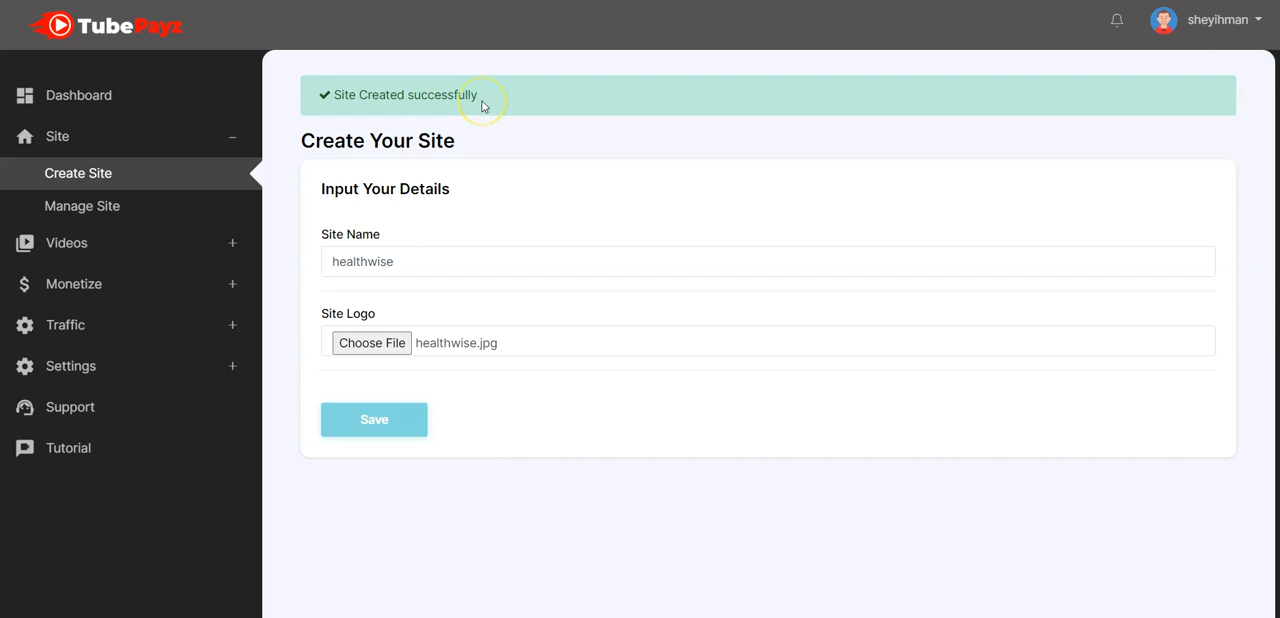 TubePayz
sheyihman
Dashboard
Site
Create Site
Manage Site
Videos
Monetize
Traffic
Settings
Support
Tutorial
Site Created successfully
Create Your Site
Input Your Details
Site Name
healthwise
Site Logo
Choose File healthwise.jpg
Save